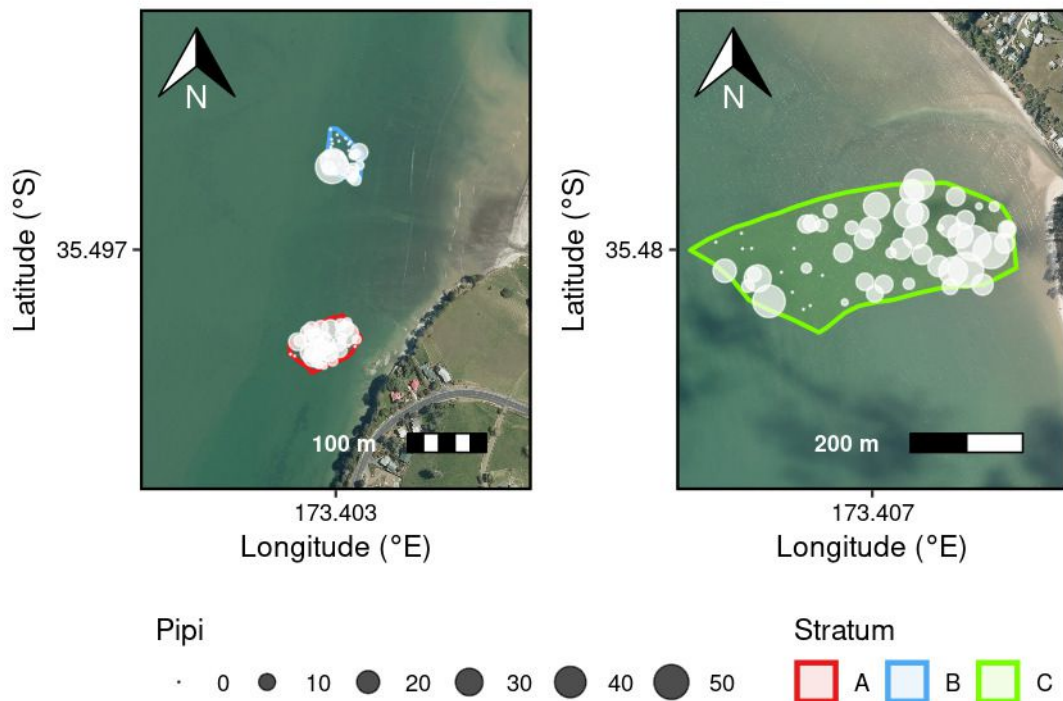 N
N
Latitude (°S)
35.497
100 m
173.403
Longitude (°E)
Latitude (°S)
35.48
200 m
173.407
Longitude (°E)
Pipi
0 10 20 30 40 50
Stratum
A B C